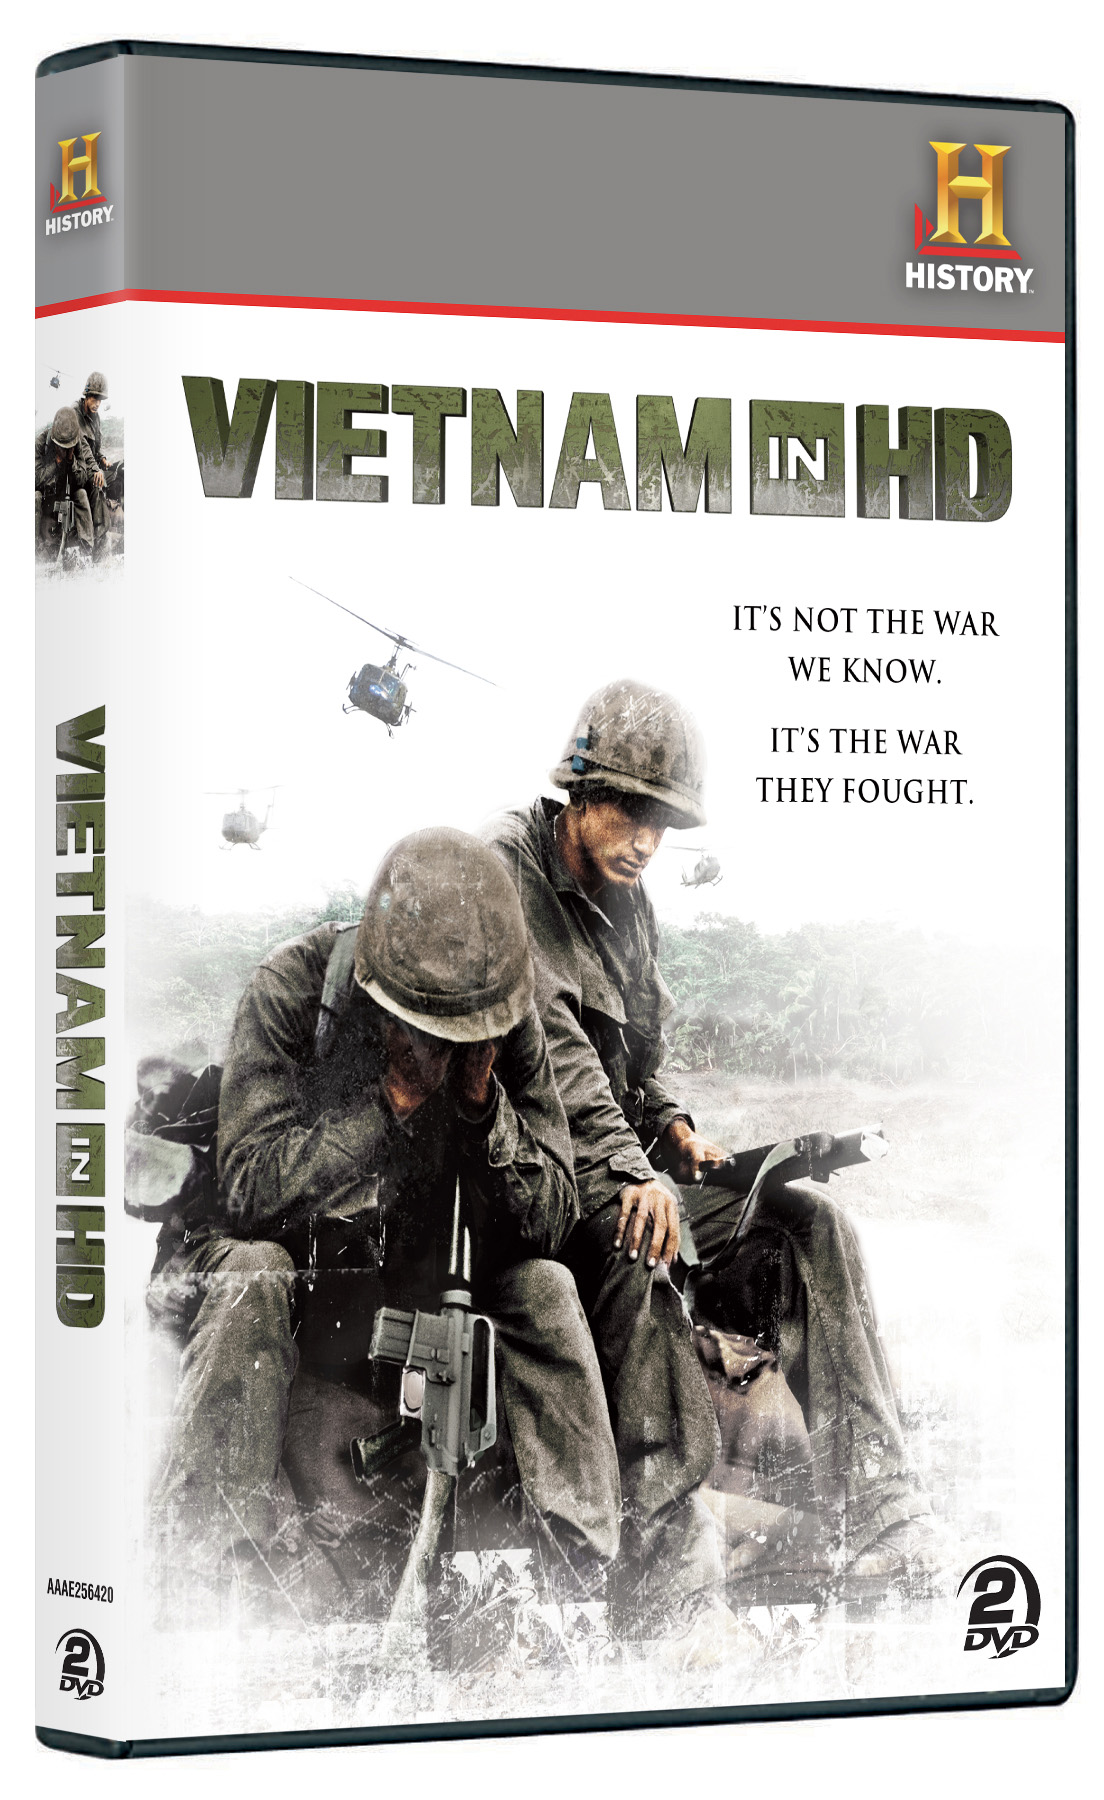 H
HISTORY
VIETNAM IN HD
AAAE256420
2
DVD
H
HISTORY™
VIETNAM IN HD
IT'S NOT THE WAR
WE KNOW.
IT'S THE WAR
THEY FOUGHT.
2
DVD